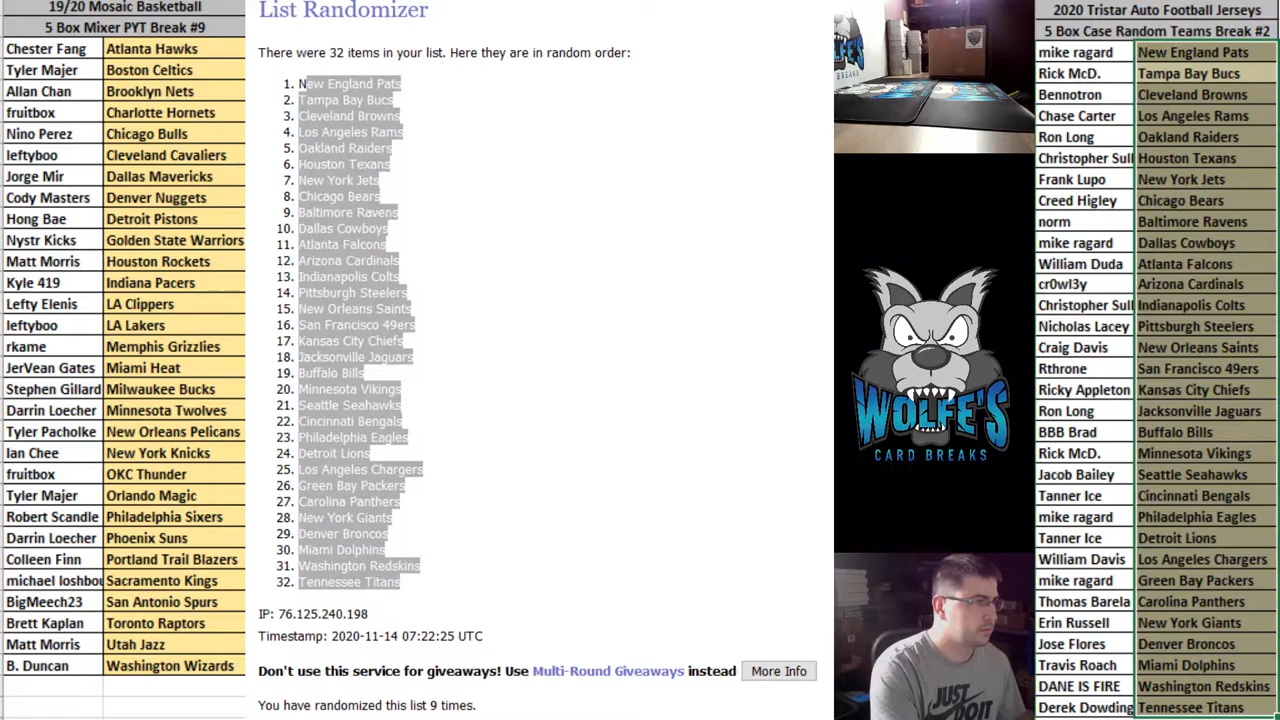 19/20 Mosaic Basketball
5 Box Mixer PYT Break #9
Chester Fang Atlanta Hawks
Tyler Majer Boston Celtics
Allan Chan Brooklyn Nets
fruitbox Charlotte Hornets
Nino Perez Chicago Bulls
leftyboo Cleveland Cavaliers
Jorge Mir Dallas Mavericks
Cody Masters Denver Nuggets
Hong Bae Detroit Pistons
Nystr Kicks Golden State Warriors
Matt Morris Houston Rockets
Kyle 419 Indiana Pacers
Lefty Elenis LA Clippers
leftyboo LA Lakers
rkame Memphis Grizzlies
JerVean Gates Miami Heat
Stephen Gillard Milwaukee Bucks
Darrin Loecher Minnesota Twolves
Tyler Pacholke New Orleans Pelicans
Ian Chee New York Knicks
fruitbox OKC Thunder
Tyler Majer Orlando Magic
Robert Scandle Philadelphia Sixers
Darrin Loecher Phoenix Suns
Colleen Finn Portland Trail Blazers
michael loshbou Sacramento Kings
BigMeech23 San Antonio Spurs
Brett Kaplan Toronto Raptors
Matt Morris Utah Jazz
B. Duncan Washington Wizards
List Randomizer
There were 32 items in your list. Here they are in random order:
1. New England Pats
2. Tampa Bay Bucs
3. Cleveland Browns
4. Los Angeles Rams
5. Oakland Raiders
6. Houston Texans
7. New York Jets
8. Chicago Bears
9. Baltimore Ravens
10. Dallas Cowboys
11. Atlanta Falcons
12. Arizona Cardinals
13. Indianapolis Colts
14. Pittsburgh Steelers
15. New Orleans Saints
16. San Francisco 49ers
17. Kansas City Chiefs
18. Jacksonville Jaguars
19. Buffalo Bills
20. Minnesota Vikings
21. Seattle Seahawks
22. Cincinnati Bengals
23. Philadelphia Eagles
24. Detroit Lions
25. Los Angeles Chargers
26. Green Bay Packers
27. Carolina Panthers
28. New York Giants
29. Denver Broncos
30. Miami Dolphins
31. Washington Redskins
32. Tennessee Titans
IP: 76.125.240.198
Timestamp: 2020-11-14 07:22:25 UTC
Don't use this service for giveaways! Use Multi-Round Giveaways instead More Info
You have randomized this list 9 times.
WOLFE'S
CARD BREAKS
JUST
DO IT
2020 Tristar Auto Football Jerseys
5 Box Case Random Teams Break #2
mike ragard New England Pats
Rick McD. Tampa Bay Bucs
Bennotron Cleveland Browns
Chase Carter Los Angeles Rams
Ron Long Oakland Raiders
Christopher Sull Houston Texans
Frank Lupo New York Jets
Creed Higley Chicago Bears
norm Baltimore Ravens
mike ragard Dallas Cowboys
William Duda Atlanta Falcons
cr0wl3y Arizona Cardinals
Christopher Sull Indianapolis Colts
Nicholas Lacey Pittsburgh Steelers
Craig Davis New Orleans Saints
Rthrone San Francisco 49ers
Ricky Appleton Kansas City Chiefs
Ron Long Jacksonville Jaguars
BBB Brad Buffalo Bills
Rick McD. Minnesota Vikings
Jacob Bailey Seattle Seahawks
Tanner Ice Cincinnati Bengals
mike ragard Philadelphia Eagles
Tanner Ice Detroit Lions
William Davis Los Angeles Chargers
mike ragard Green Bay Packers
Thomas Barela Carolina Panthers
Erin Russell New York Giants
Jose Flores Denver Broncos
Travis Roach Miami Dolphins
DANE IS FIRE Washington Redskins
Derek Dowding Tennessee Titans